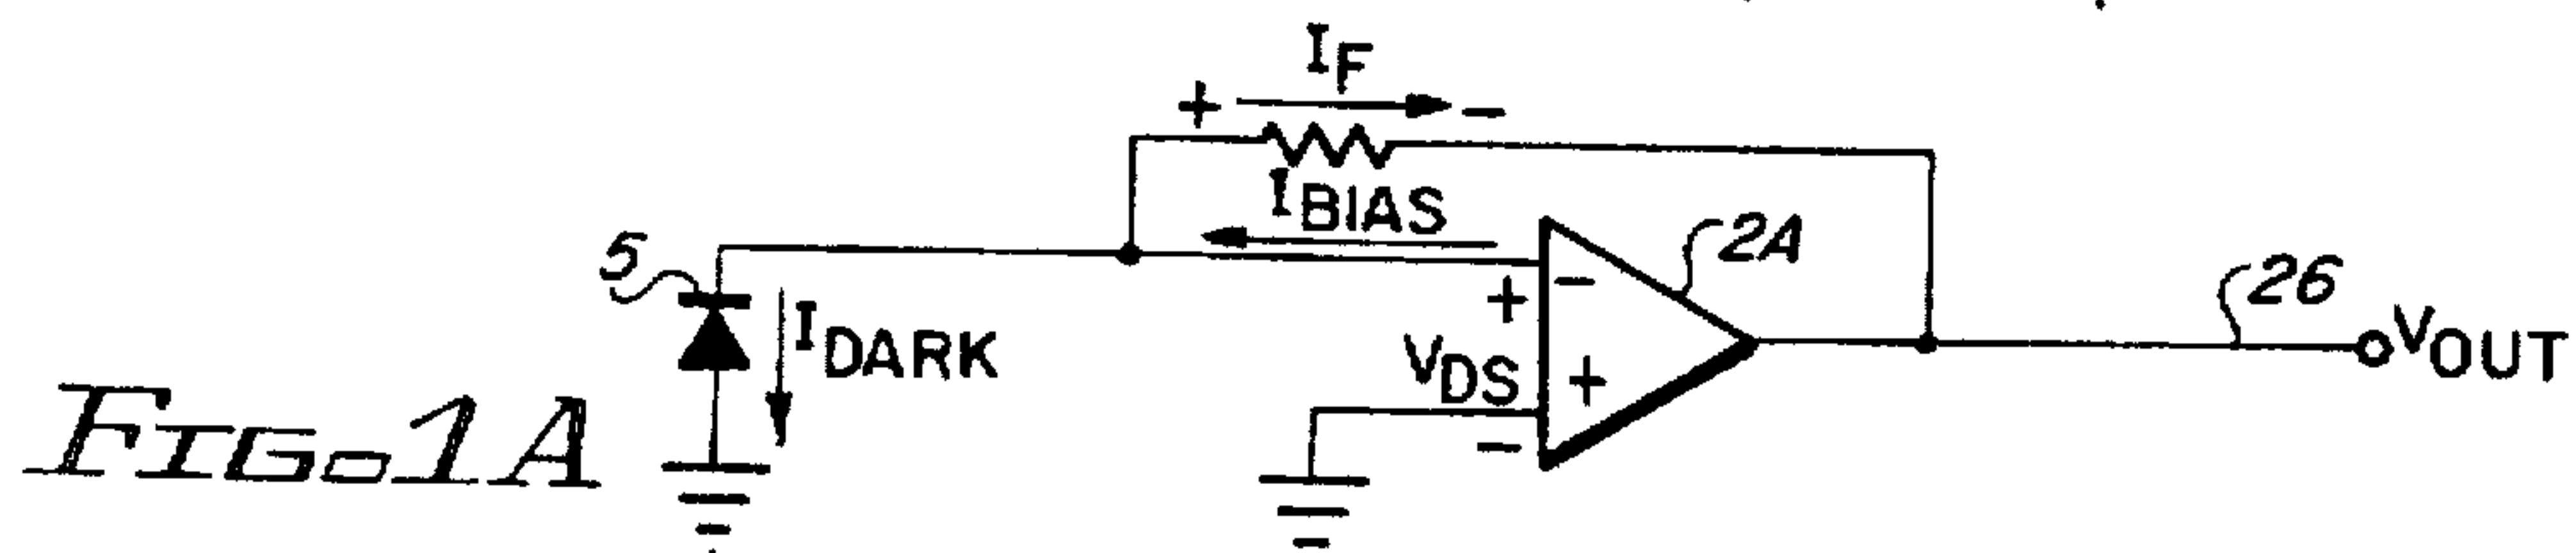 I_F
+ -
I_BIAS
5
2A
26
-
+
I_DARK
V_DS
+
-
V_OUT
FIG. 1A